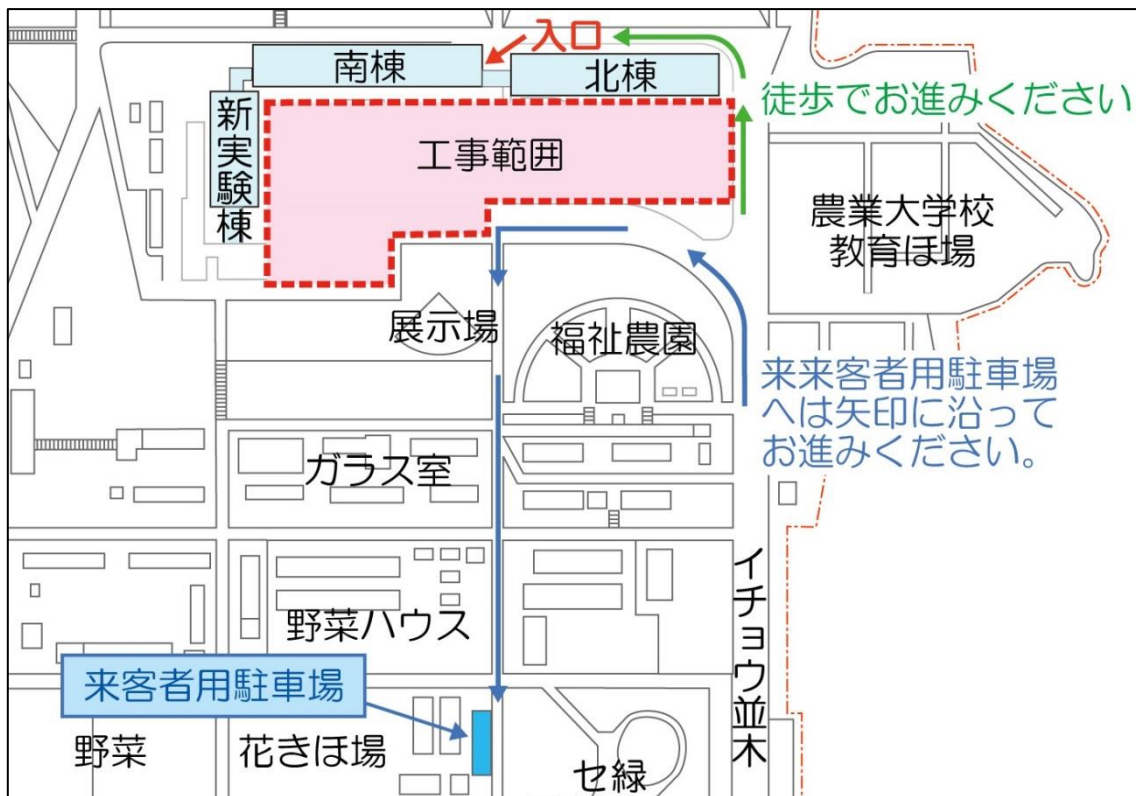 入口
南棟
北棟
徒歩でお進みください
新実験棟
工事範囲
農業大学校
教育ほ場
展示場
福祉農園
来来客者用駐車場
へは矢印に沿って
お進みください。
ガラス室
イチョウ並木
野菜ハウス
来客者用駐車場
野菜
花きほ場
セ緑